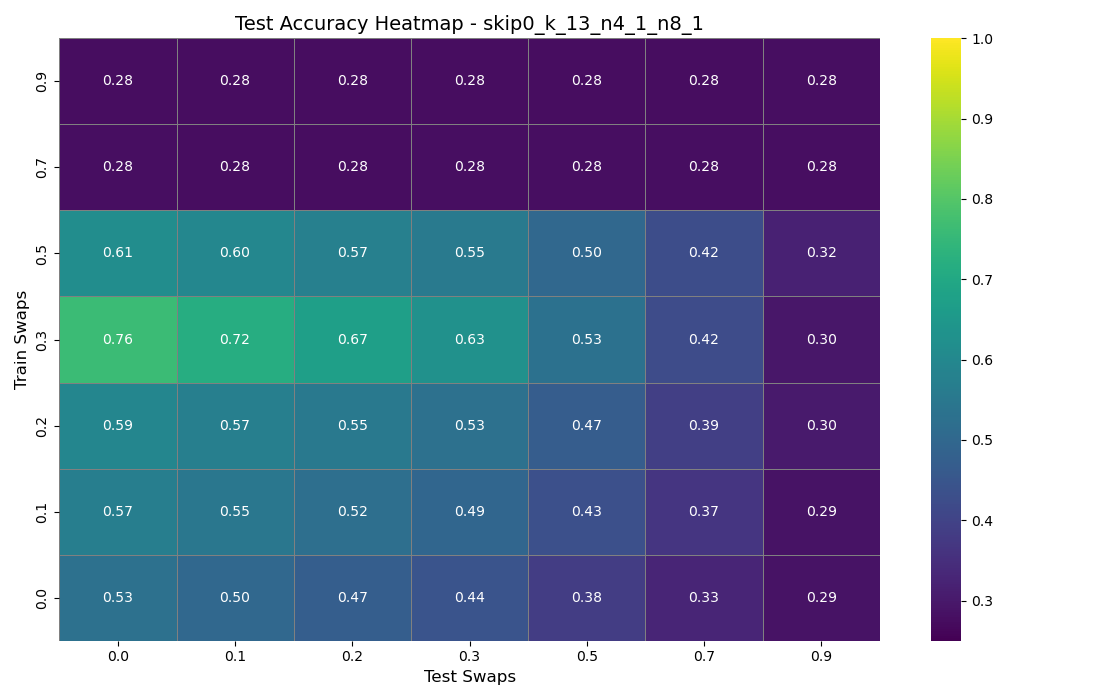 Test Accuracy Heatmap - skip0_k_13_n4_1_n8_1
Train Swaps
0.9 0.28 0.28 0.28 0.28 0.28 0.28 0.28
0.7 0.28 0.28 0.28 0.28 0.28 0.28 0.28
0.5 0.61 0.60 0.57 0.55 0.50 0.42 0.32
0.3 0.76 0.72 0.67 0.63 0.53 0.42 0.30
0.2 0.59 0.57 0.55 0.53 0.47 0.39 0.30
0.1 0.57 0.55 0.52 0.49 0.43 0.37 0.29
0.0 0.53 0.50 0.47 0.44 0.38 0.33 0.29
0.0 0.1 0.2 0.3 0.5 0.7 0.9
Test Swaps
1.0
0.9
0.8
0.7
0.6
0.5
0.4
0.3